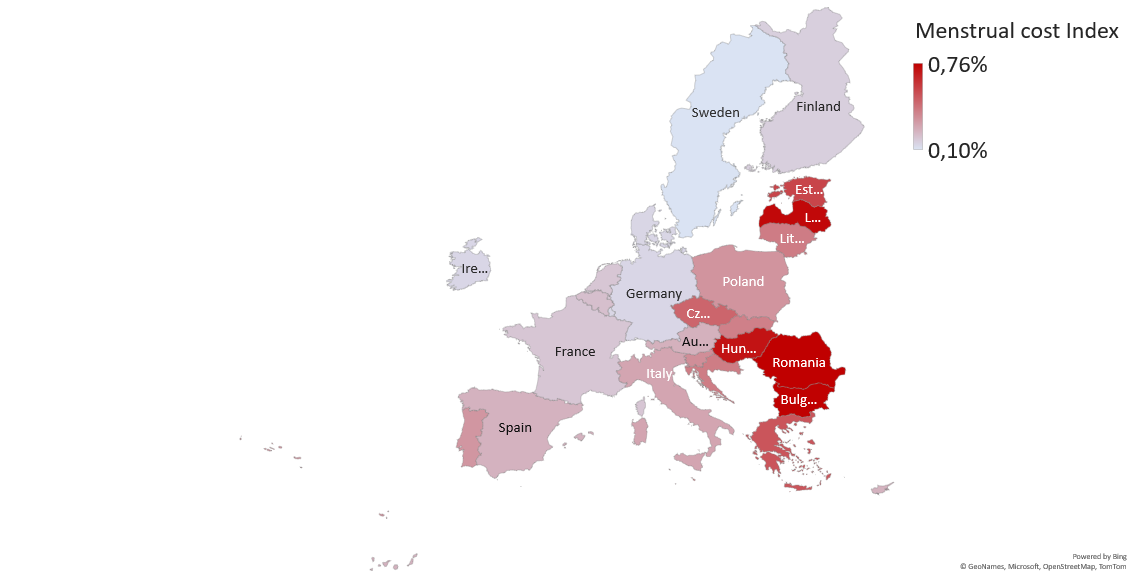 Menstrual cost Index
0,76%
0,10%
Sweden
Finland
Est...
L...
Lit...
Ire...
Germany
Poland
Cz...
France
Au...
Hun...
Italy
Romania
Bulg...
Spain
Powered by Bing
© GeoNames, Microsoft, OpenStreetMap, TomTom